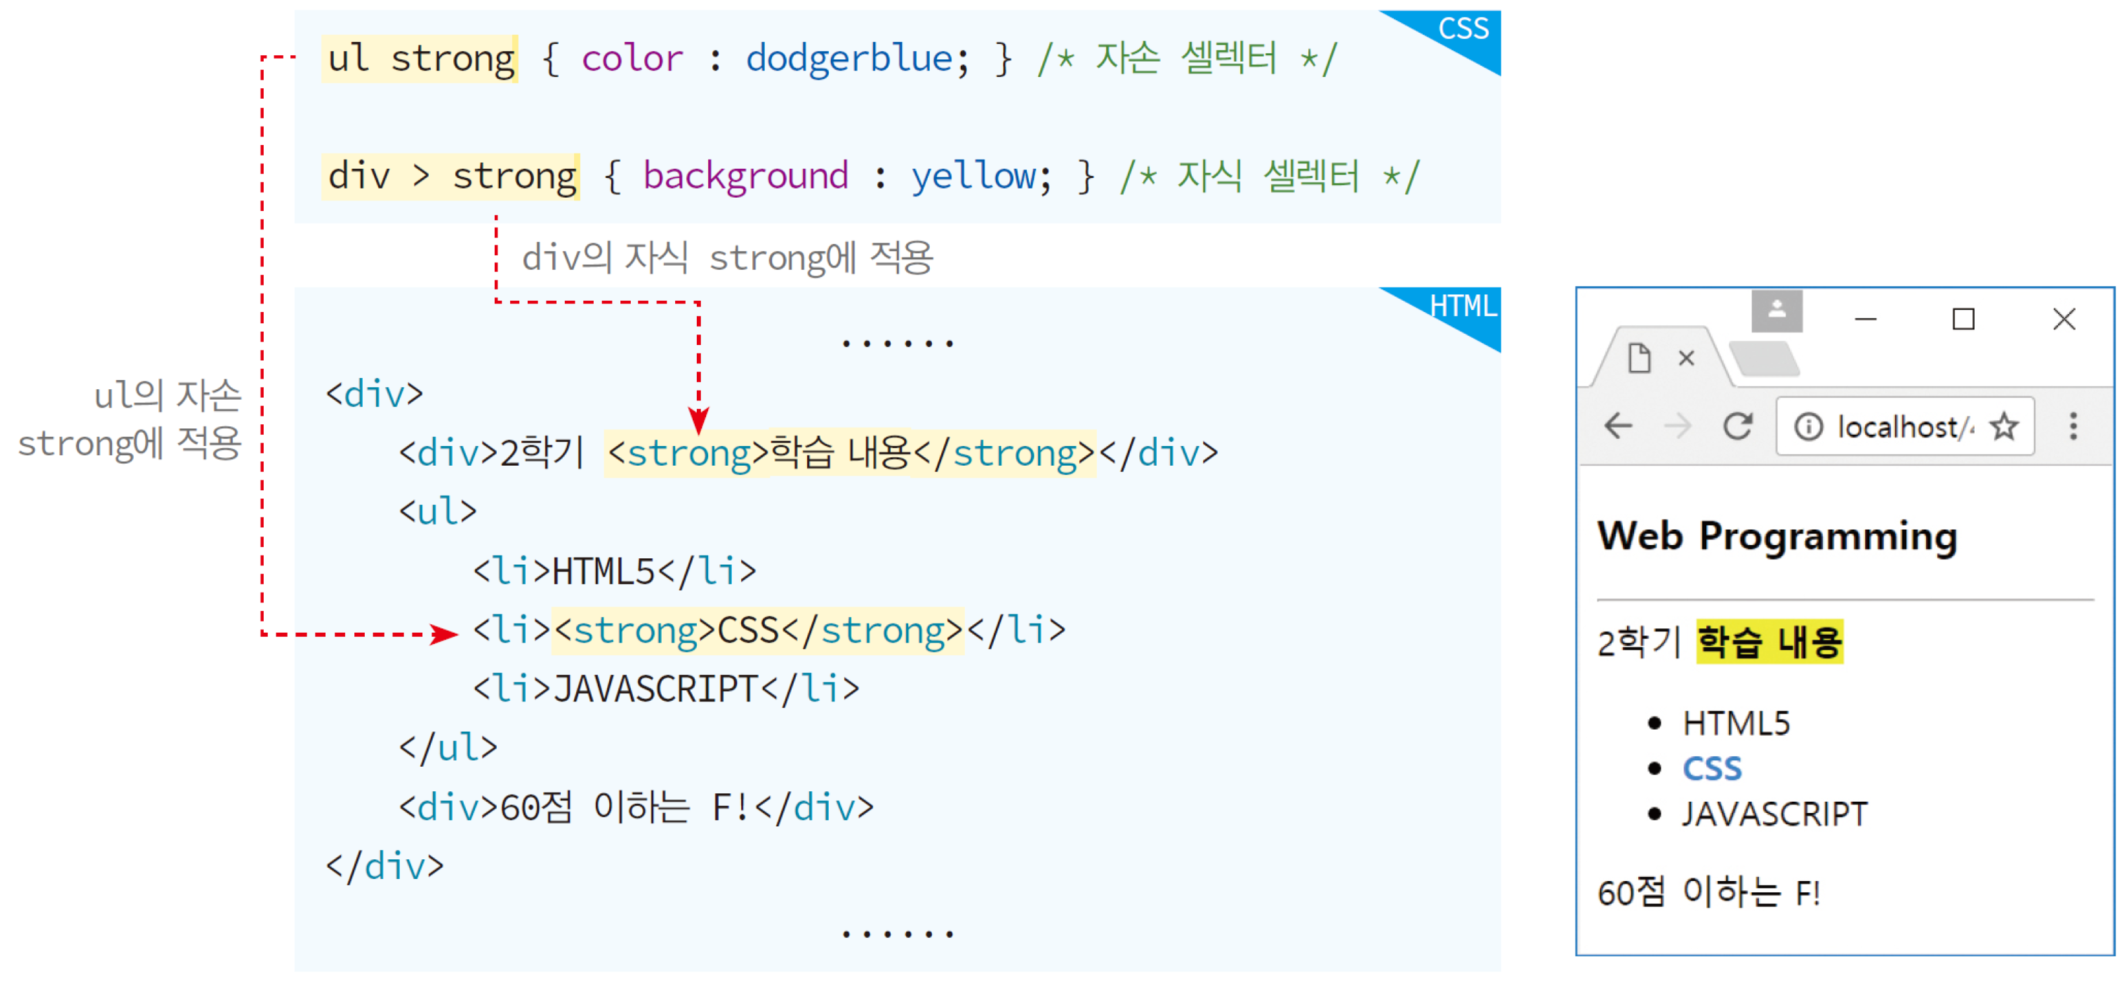 CSS
ul strong { color : dodgerblue; } /* 자손 셀렉터 */
div > strong { background : yellow; } /* 자식 셀렉터 */
div의 자식 strong에 적용
ul의 자손
strong에 적용
HTML
......
<div>
<div>2학기 <strong>학습 내용</strong></div>
<ul>
<li>HTML5</li>
<li><strong>CSS</strong></li>
<li>JAVASCRIPT</li>
</ul>
<div>60점 이하는 F!</div>
</div>
......
localhost/
Web Programming
2학기 학습 내용
• HTML5
• CSS
• JAVASCRIPT
60점 이하는 F!